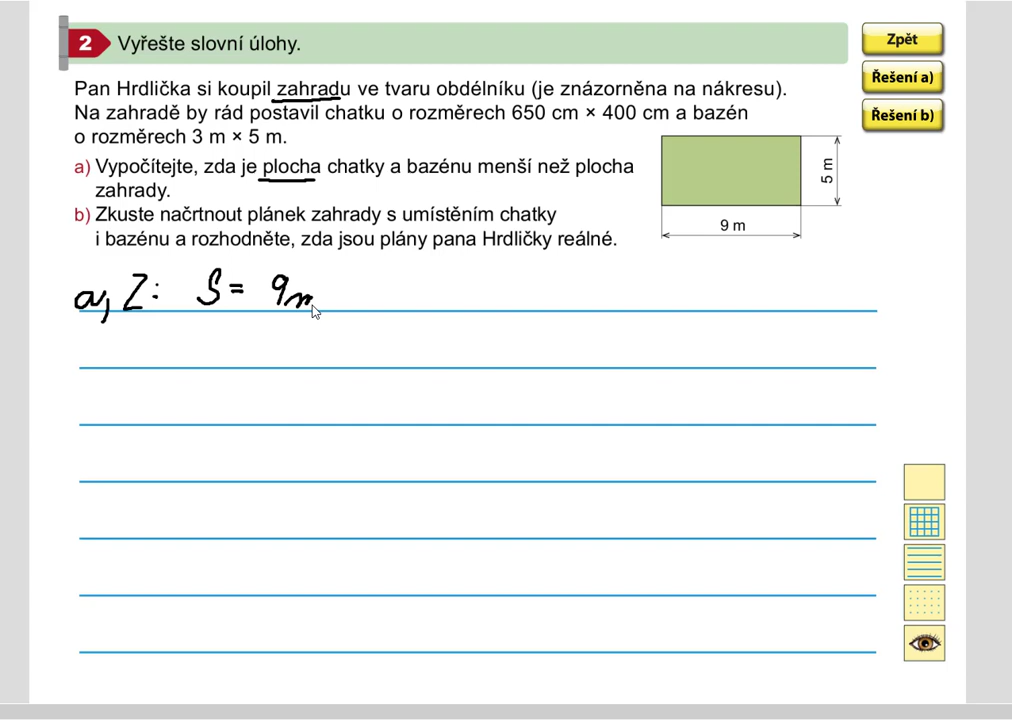 2 Vyřešte slovní úlohy.
Zpět
Řešení a)
Řešení b)
Pan Hrdlička si koupil zahradu ve tvaru obdélníku (je znázorněna na nákresu).
Na zahradě by rád postavil chatku o rozměrech 650 cm × 400 cm a bazén
o rozměrech 3 m × 5 m.
a) Vypočítejte, zda je plocha chatky a bazénu menší než plocha
zahrady.
b) Zkuste načrtnout plánek zahrady s umístěním chatky
i bazénu a rozhodněte, zda jsou plány pana Hrdličky reálné.
5 m
9 m
a, Z: S = 9m